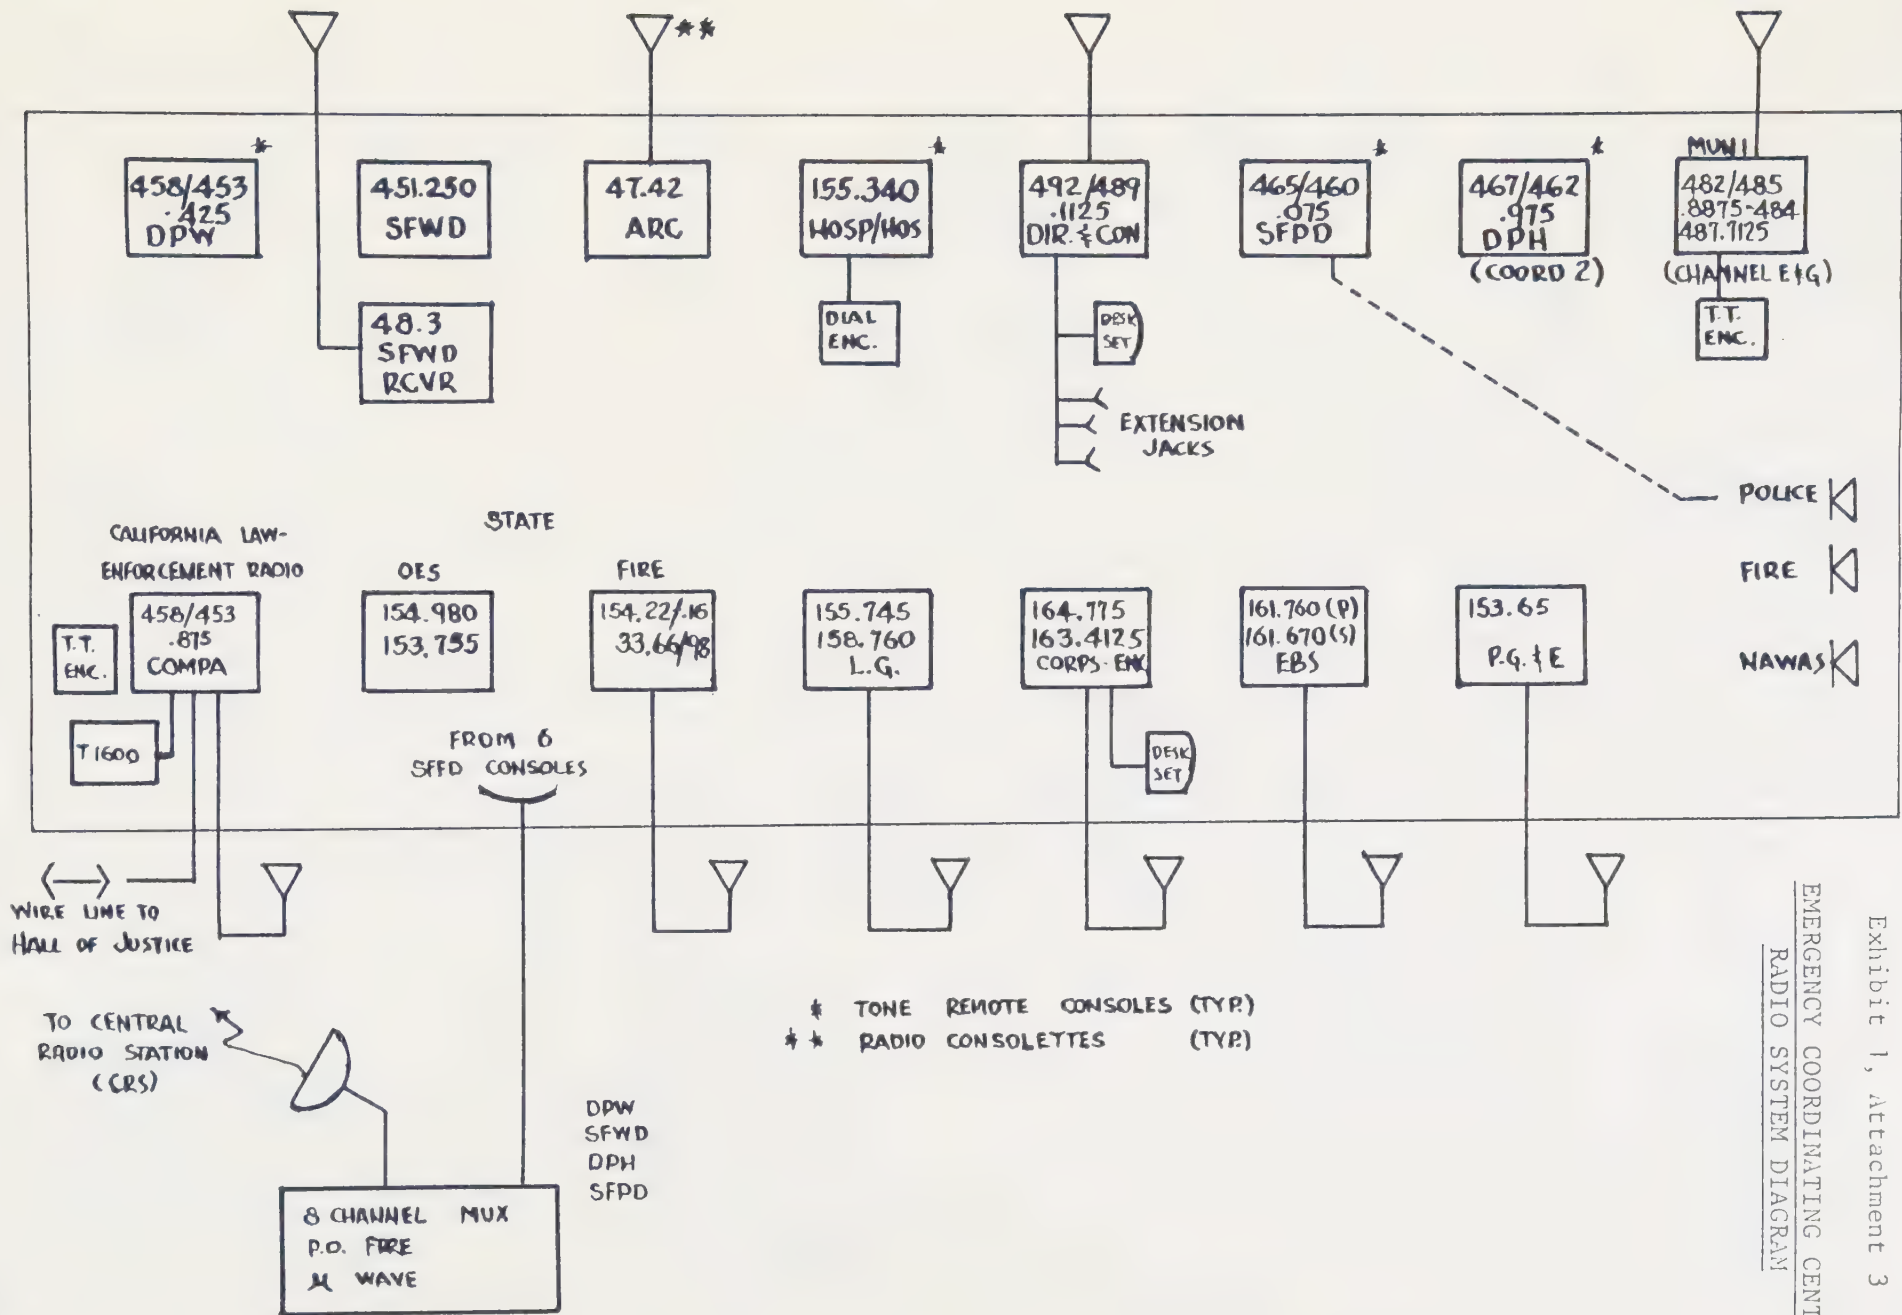 **
*
458/453
.425
DPW
451.250
SFWD
47.42
ARC
*
155.340
HOSP/HOS
492/489
.1125
DIR. & CON
*
465/460
.075
SFPD
*
467/462
.975
DPH
(COORD 2)
MUNI
482/485
.8875-484
487.7125
(CHANNEL E&G)
48.3
SFWD
RCVR
DIAL
ENC.
DESK
SET
T.T.
ENC.
EXTENSION
JACKS
POLICE
FIRE
NAWAS
STATE
CALIFORNIA LAW-
ENFORCEMENT RADIO
T.T.
ENC.
458/453
.875
COMPA
T1600
OES
154.980
153.755
FIRE
154.22/.16
33.66/98
155.745
158.760
L.G.
164.775
163.4125
CORPS. ENG
DESK
SET
161.760 (P)
161.670 (S)
EBS
153.65
P.G. & E
FROM 6
SFFD CONSOLES
WIRE LINE TO
HALL OF JUSTICE
TO CENTRAL
RADIO STATION
(CRS)
* TONE REMOTE CONSOLES (TYP.)
** RADIO CONSOLETTES (TYP.)
DPW
SFWD
DPH
SFPD
8 CHANNEL MUX
P.O. FIRE
μ WAVE
Exhibit 1, Attachment 3
EMERGENCY COORDINATING
RADIO SYSTEM DIAGRAM